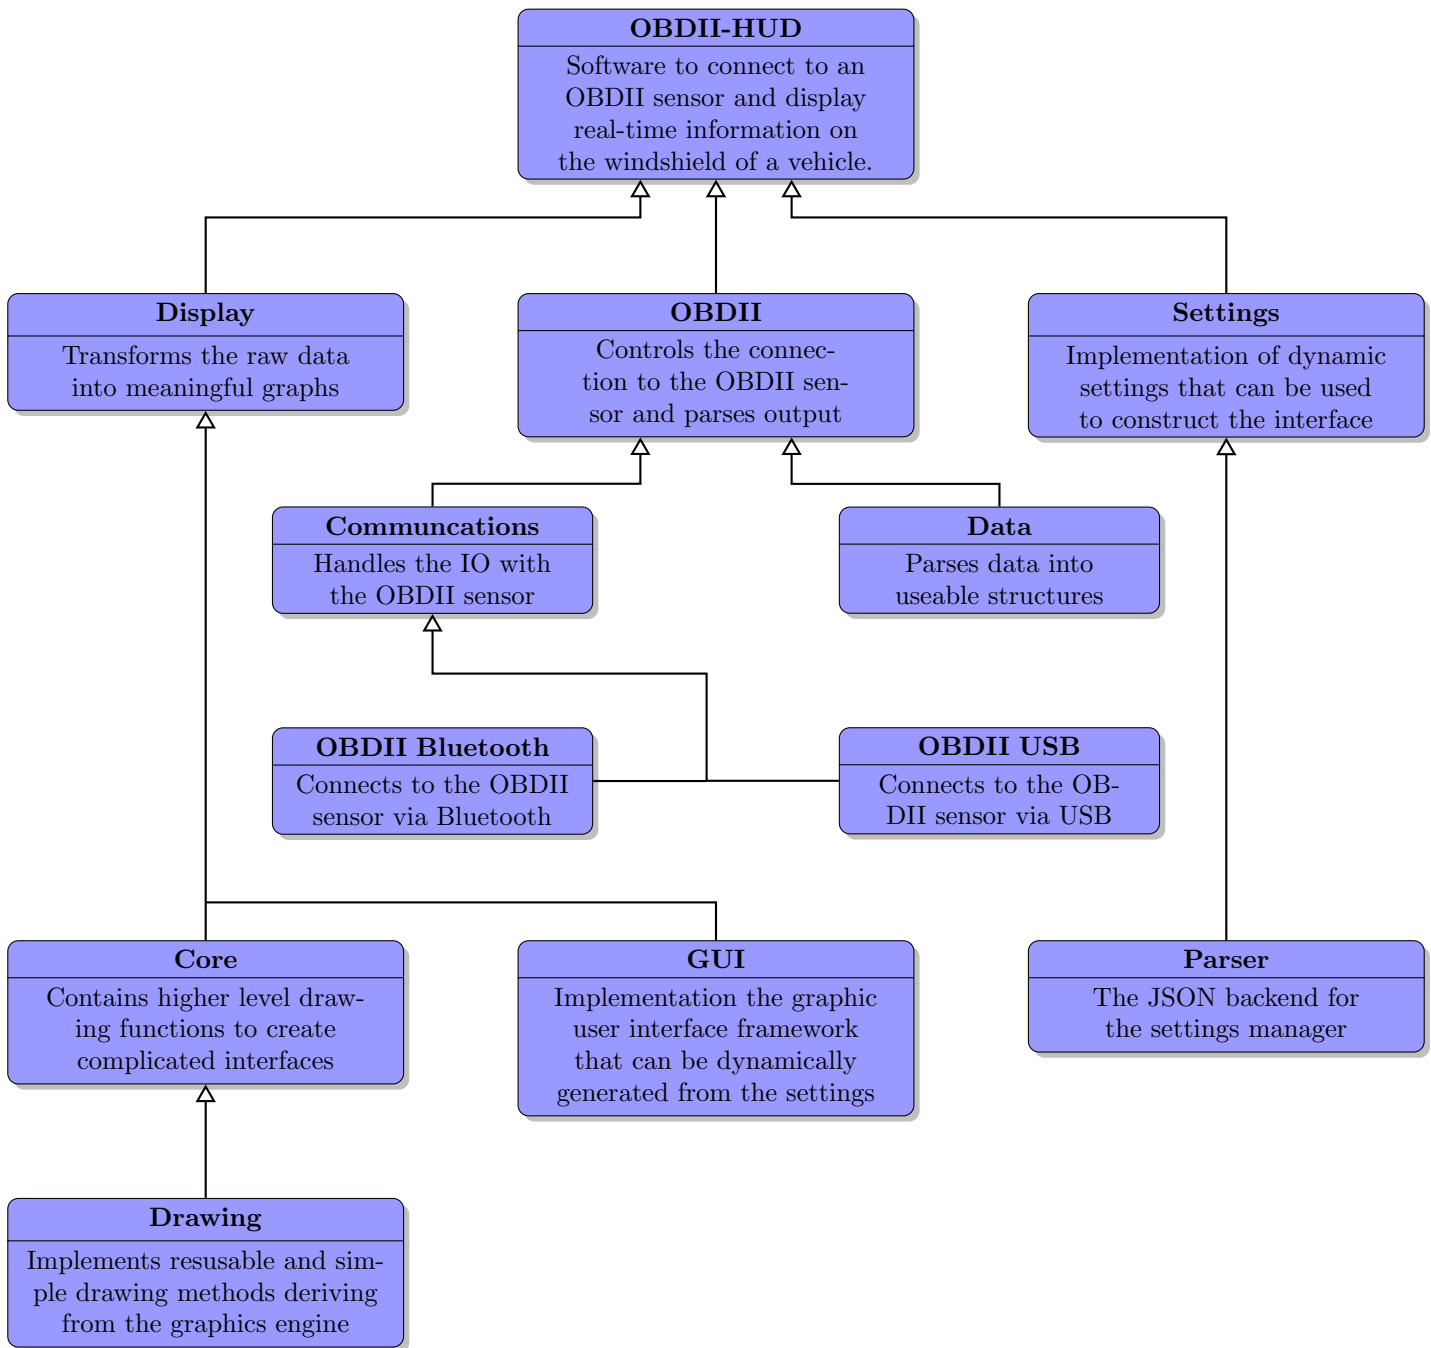 OBDII-HUD
Software to connect to an
OBDII sensor and display
real-time information on
the windshield of a vehicle.
Display
Transforms the raw data
into meaningful graphs
OBDII
Controls the connec-
tion to the OBDII sen-
sor and parses output
Settings
Implementation of dynamic
settings that can be used
to construct the interface
Communcations
Handles the IO with
the OBDII sensor
Data
Parses data into
useable structures
OBDII Bluetooth
Connects to the OBDII
sensor via Bluetooth
OBDII USB
Connects to the OB-
DII sensor via USB
Core
Contains higher level draw-
ing functions to create
complicated interfaces
GUI
Implementation the graphic
user interface framework
that can be dynamically
generated from the settings
Parser
The JSON backend for
the settings manager
Drawing
Implements resusable and sim-
ple drawing methods deriving
from the graphics engine